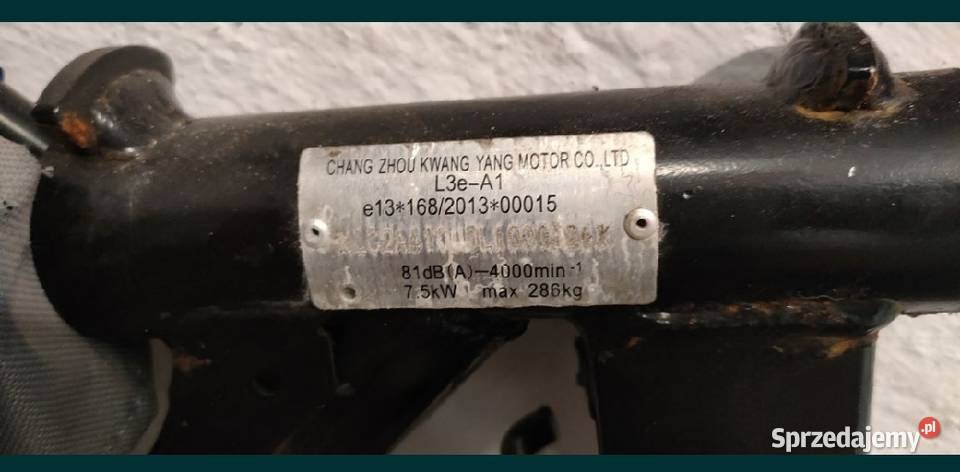 CHANG ZHOU KWANG YANG MOTOR CO.,LTD
L3e-A1
e13*168/2013*00015
81dB(A)-4000min⁻¹
7.5kW max 286kg
Sprzedajemy.pl